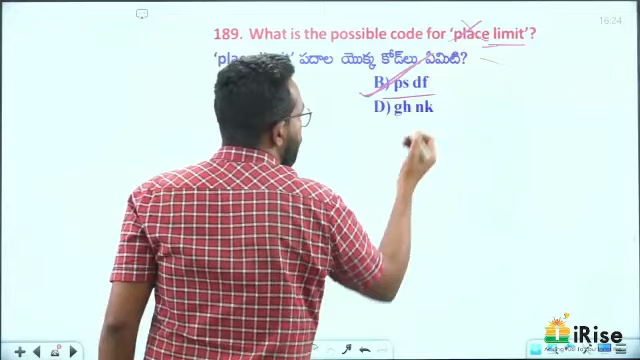 16:24
189. What is the possible code for ‘place limit’?
పదాల యొక్క కోడ్‌లు ఏమిటి?
B) ps df
D) gh nk
iRise